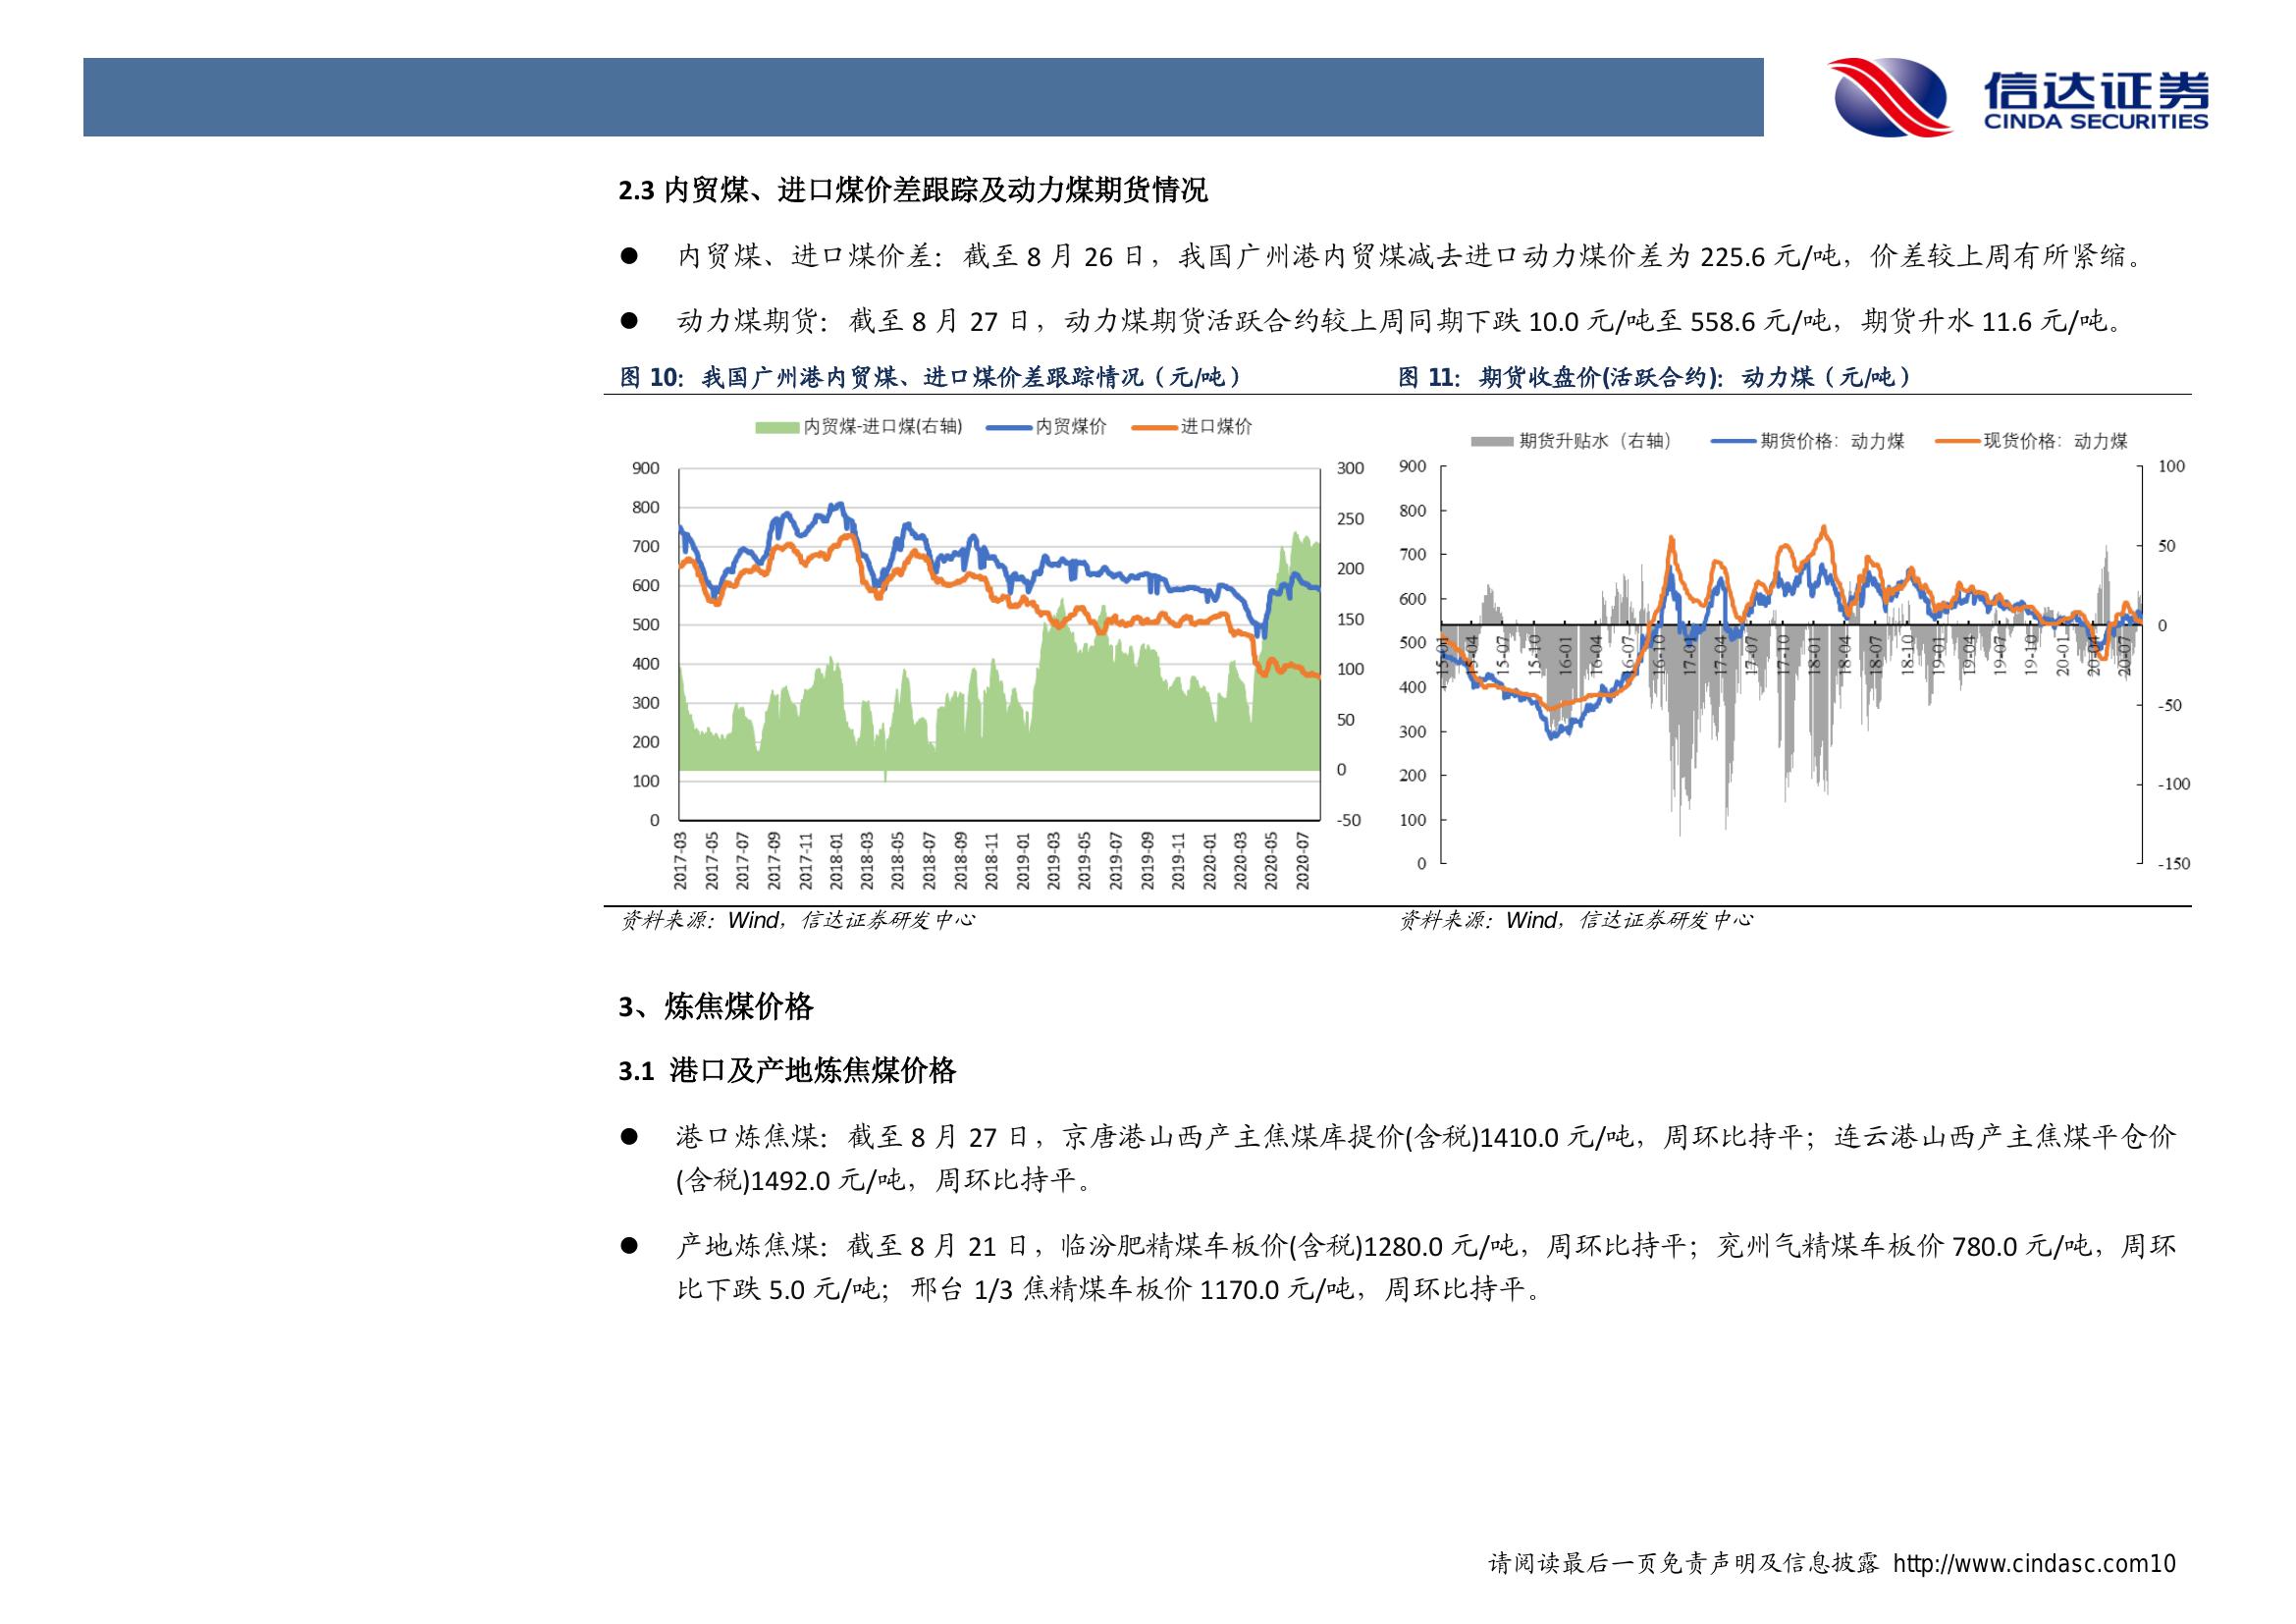 信达证券
CINDA SECURITIES
2.3 内贸煤、进口煤价差跟踪及动力煤期货情况
● 内贸煤、进口煤价差：截至 8 月 26 日，我国广州港内贸煤减去进口动力煤价差为 225.6 元/吨，价差较上周有所紧缩。
● 动力煤期货：截至 8 月 27 日，动力煤期货活跃合约较上周同期下跌 10.0 元/吨至 558.6 元/吨，期货升水 11.6 元/吨。
图 10：我国广州港内贸煤、进口煤价差跟踪情况（元/吨）
内贸煤-进口煤(右轴) 内贸煤价 进口煤价
900
800
700
600
500
400
300
200
100
0
300
250
200
150
100
50
0
-50
2017-03 2017-05 2017-07 2017-09 2017-11 2018-01 2018-03 2018-05 2018-07 2018-09 2018-11 2019-01 2019-03 2019-05 2019-07 2019-09 2019-11 2020-01 2020-03 2020-05 2020-07
资料来源：Wind，信达证券研发中心
图 11：期货收盘价(活跃合约)：动力煤（元/吨）
期货升贴水（右轴） 期货价格：动力煤 现货价格：动力煤
900
800
700
600
500
400
300
200
100
0
100
50
0
-50
-100
-150
15-01 15-04 15-07 15-10 16-01 16-04 16-07 16-10 17-01 17-04 17-07 17-10 18-01 18-04 18-07 18-10 19-01 19-04 19-07 19-10 20-01 20-04 20-07
资料来源：Wind，信达证券研发中心
3、炼焦煤价格
3.1 港口及产地炼焦煤价格
● 港口炼焦煤：截至 8 月 27 日，京唐港山西产主焦煤库提价(含税)1410.0 元/吨，周环比持平；连云港山西产主焦煤平仓价
(含税)1492.0 元/吨，周环比持平。
● 产地炼焦煤：截至 8 月 21 日，临汾肥精煤车板价(含税)1280.0 元/吨，周环比持平；兖州气精煤车板价 780.0 元/吨，周环
比下跌 5.0 元/吨；邢台 1/3 焦精煤车板价 1170.0 元/吨，周环比持平。
请阅读最后一页免责声明及信息披露 http://www.cindasc.com10